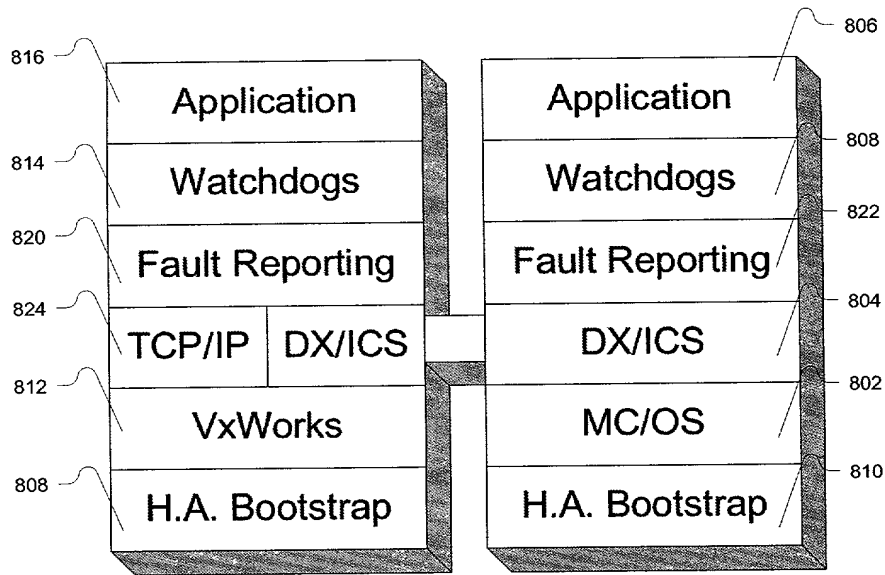 806
816
Application
Application
814
Watchdogs
Watchdogs
808
820
Fault Reporting
Fault Reporting
822
824
TCP/IP
DX/ICS
DX/ICS
804
812
VxWorks
MC/OS
802
808
H.A. Bootstrap
H.A. Bootstrap
810